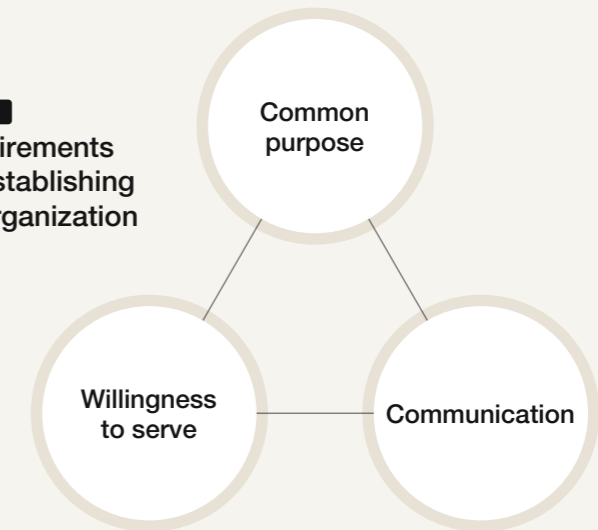 Common
purpose
irements
stablishing
rganization
Willingness
to serve
Communication